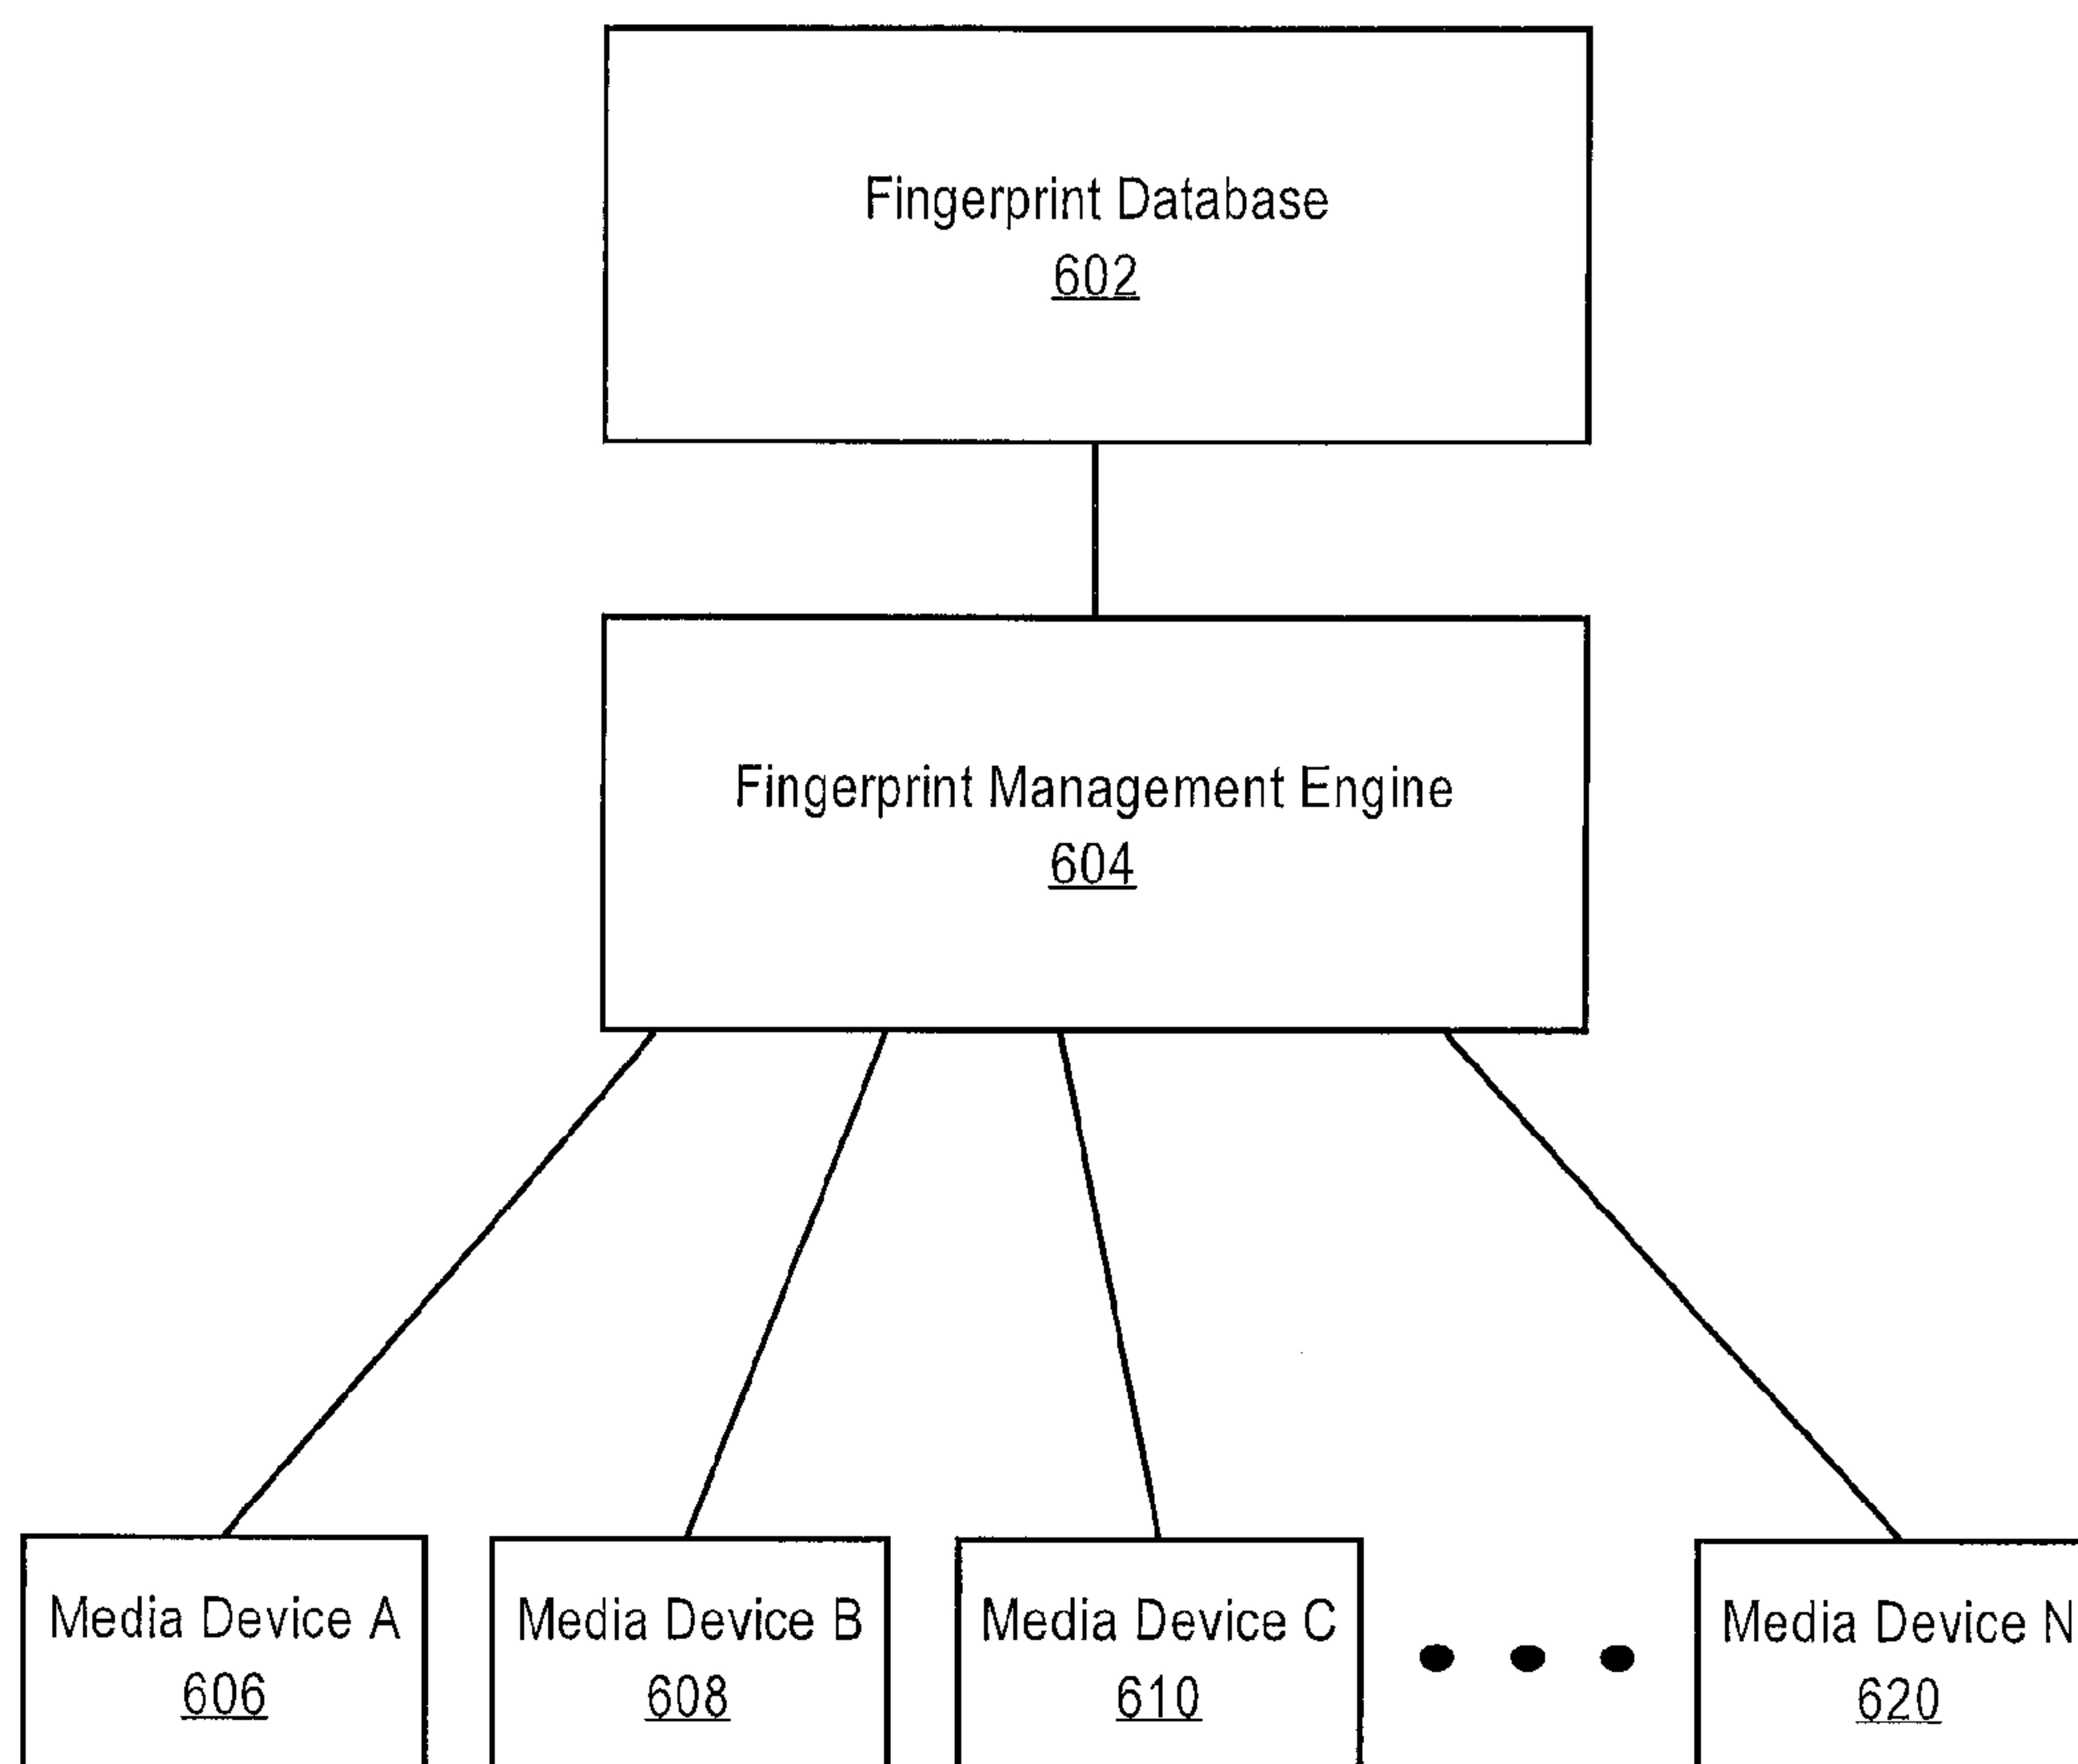 Fingerprint Database
602
Fingerprint Management Engine
604
Media Device A
606
Media Device B
608
Media Device C
610
Media Device N
620